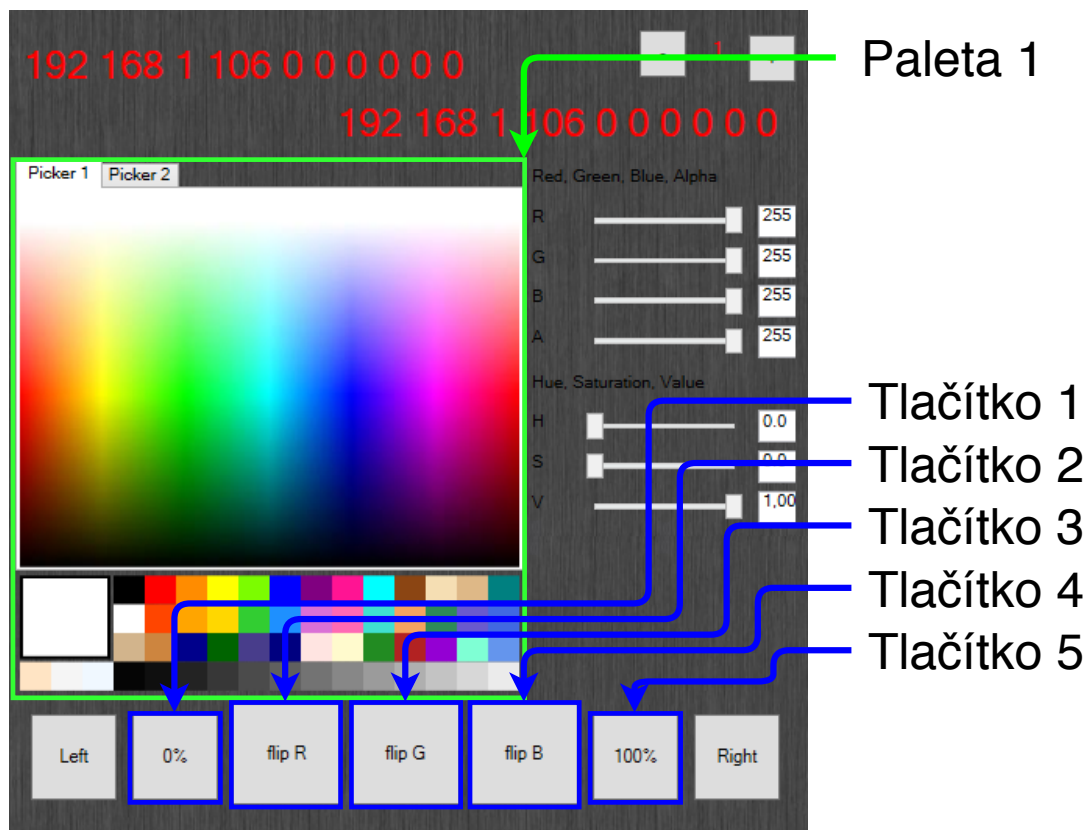 192 168 1 106 0 0 0 0 0 0
1
Paleta 1
192 168 1 106 0 0 0 0 0 0
Picker 1 Picker 2
Red, Green, Blue, Alpha
R 255
G 255
B 255
A 255
Hue, Saturation, Value
H 0.0
S 0.0
V 1,00
Tlačítko 1
Tlačítko 2
Tlačítko 3
Tlačítko 4
Tlačítko 5
Left 0% flip R flip G flip B 100% Right